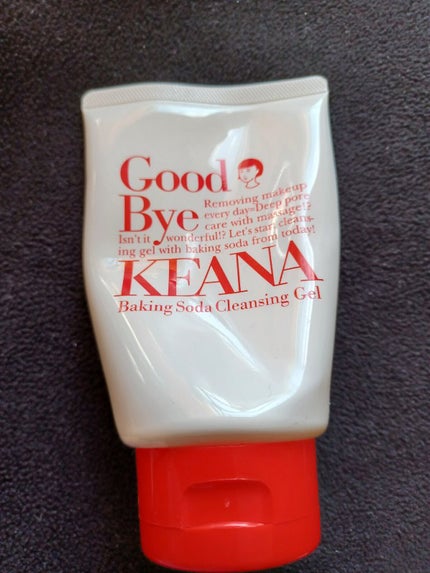 Good
Bye
Removing makeup
every day=Deep pore
care with massage!?
Isn't it wonderful!? Let's start cleans-
ing gel with baking soda from today!
KEANA
Baking Soda Cleansing Gel